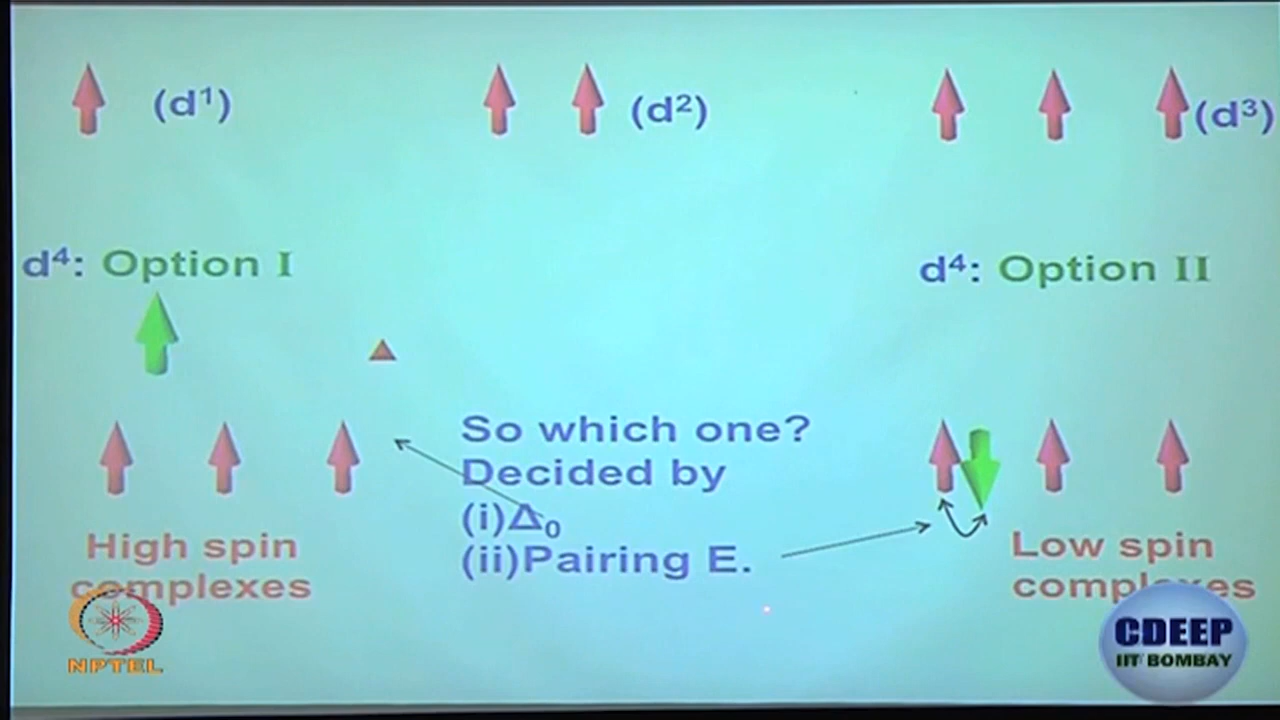 (d¹)
(d²)
(d³)
d⁴: Option I
d⁴: Option II
So which one?
Decided by
(i)Δ₀
(ii)Pairing E.
High spin
complexes
Low spin
complexes
NPTEL
CDEEP
IIT BOMBAY